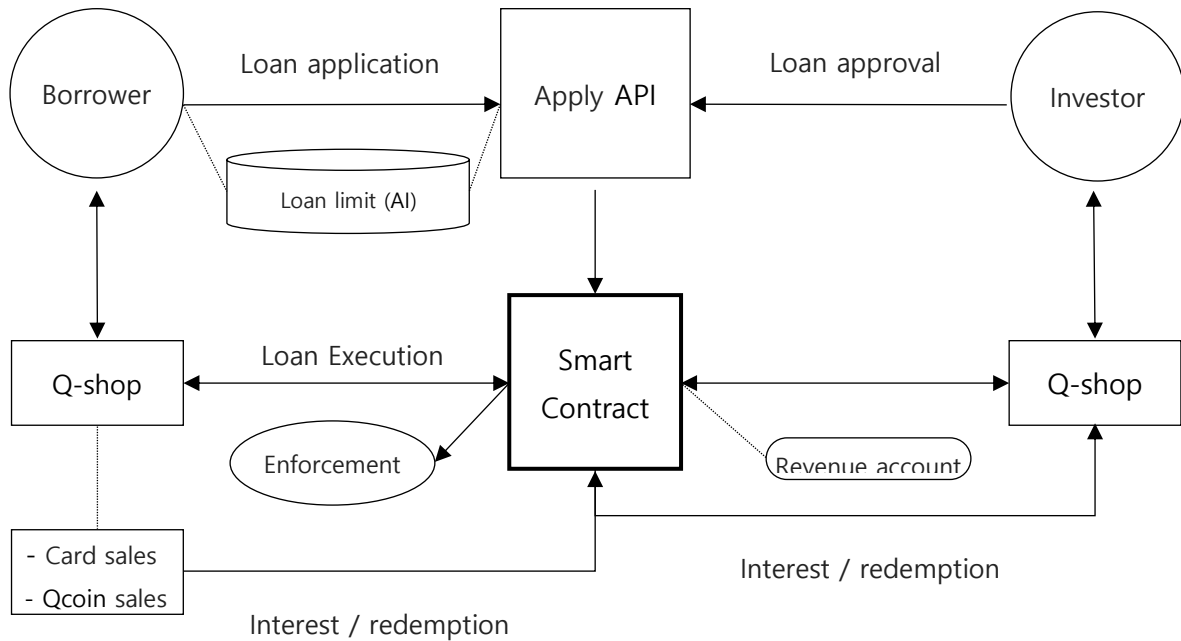 Loan application
Loan approval
Borrower
Apply API
Investor
Loan limit (AI)
Loan Execution
Smart
Contract
Q-shop
Q-shop
Enforcement
Revenue account
- Card sales
- Qcoin sales
Interest / redemption
Interest / redemption